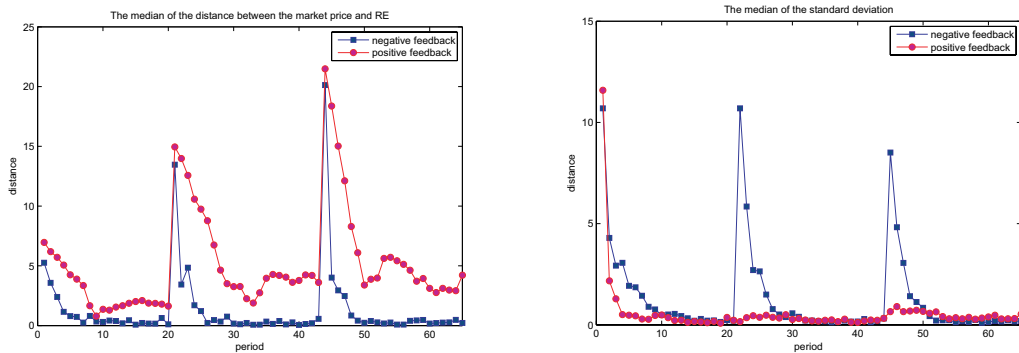 The median of the distance between the market price and RE
25
20
15
10
5
0
0 10 20 30 40 50 60
distance
period
negative feedback
positive feedback
The median of the standard deviation
15
10
5
0
0 10 20 30 40 50 60
distance
period
negative feedback
positive feedback